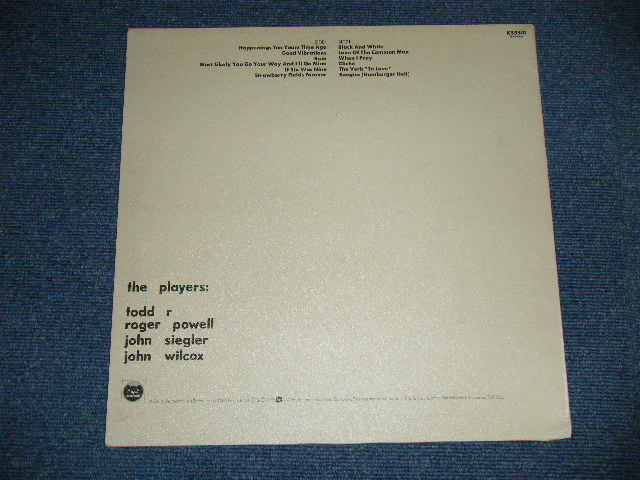 K55510
Happenings Ten Years Time Ago
Good Vibrations
Rain
Most Likely You Go Your Way And I'll Go Mine
If Six Was Nine
Strawberry Fields Forever
Black And White
Love Of The Common Man
When I Pray
Cliche
The Verb "To Love"
Boogies (Hamburger Hell)
the players:
todd r
roger powell
john siegler
john wilcox